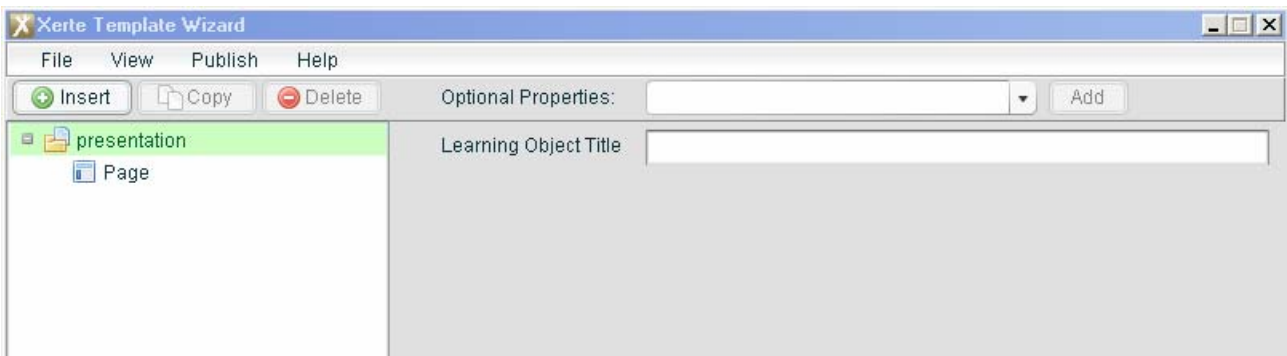 Xerte Template Wizard
File View Publish Help
Insert Copy Delete Optional Properties: Add
presentation Learning Object Title
Page